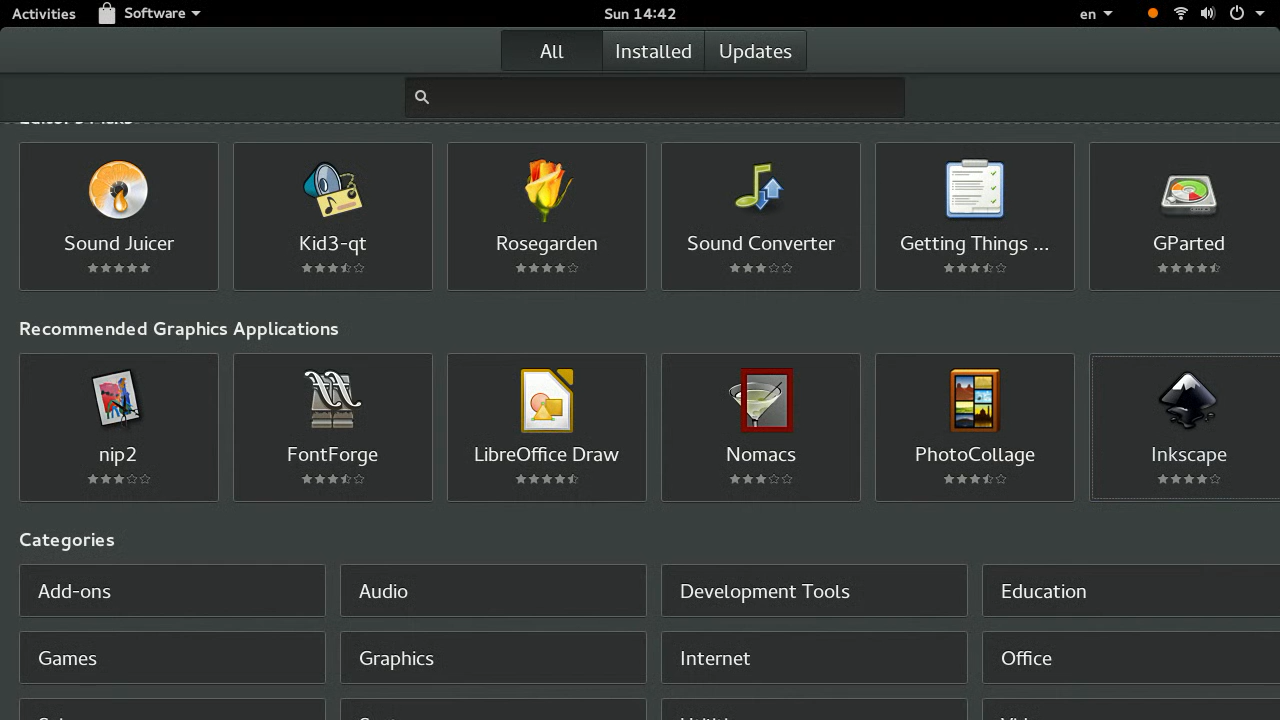 Activities Software Sun 14:42 en
All Installed Updates
Sound Juicer Kid3-qt Rosegarden Sound Converter Getting Things ... GParted
Recommended Graphics Applications
nip2 FontForge LibreOffice Draw Nomacs PhotoCollage Inkscape
Categories
Add-ons Audio Development Tools Education
Games Graphics Internet Office